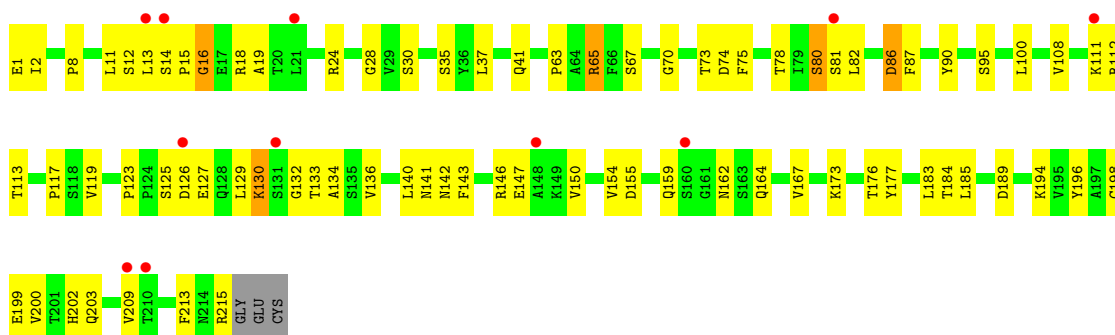 E1 I2 P8 L11 S12 L13 S14 P15 G16 E17 R18 A19 T20 L21 R24 G28 V29 S30 S35 Y36 L37 Q41 P63 A64 R65 F66 S67 G70 T73 D74 F75 T78 I79 S80 S81 L82 D86 F87 Y90 S95 L100 V108 K111
T113 P117 S118 V119 P123 P124 S125 D126 E127 Q128 L129 K130 S131 G132 T133 A134 S135 V136 L140 N141 N142 F143 R146 E147 A148 K149 V150 V154 D155 Q159 S160 G161 N162 S163 Q164 V167 K173 T176 Y177 L183 T184 L185 D189 K194 V195 Y196 A197
E199 V200 T201 H202 Q203 V209 T210 F213 N214 R215 GLY GLU CYS